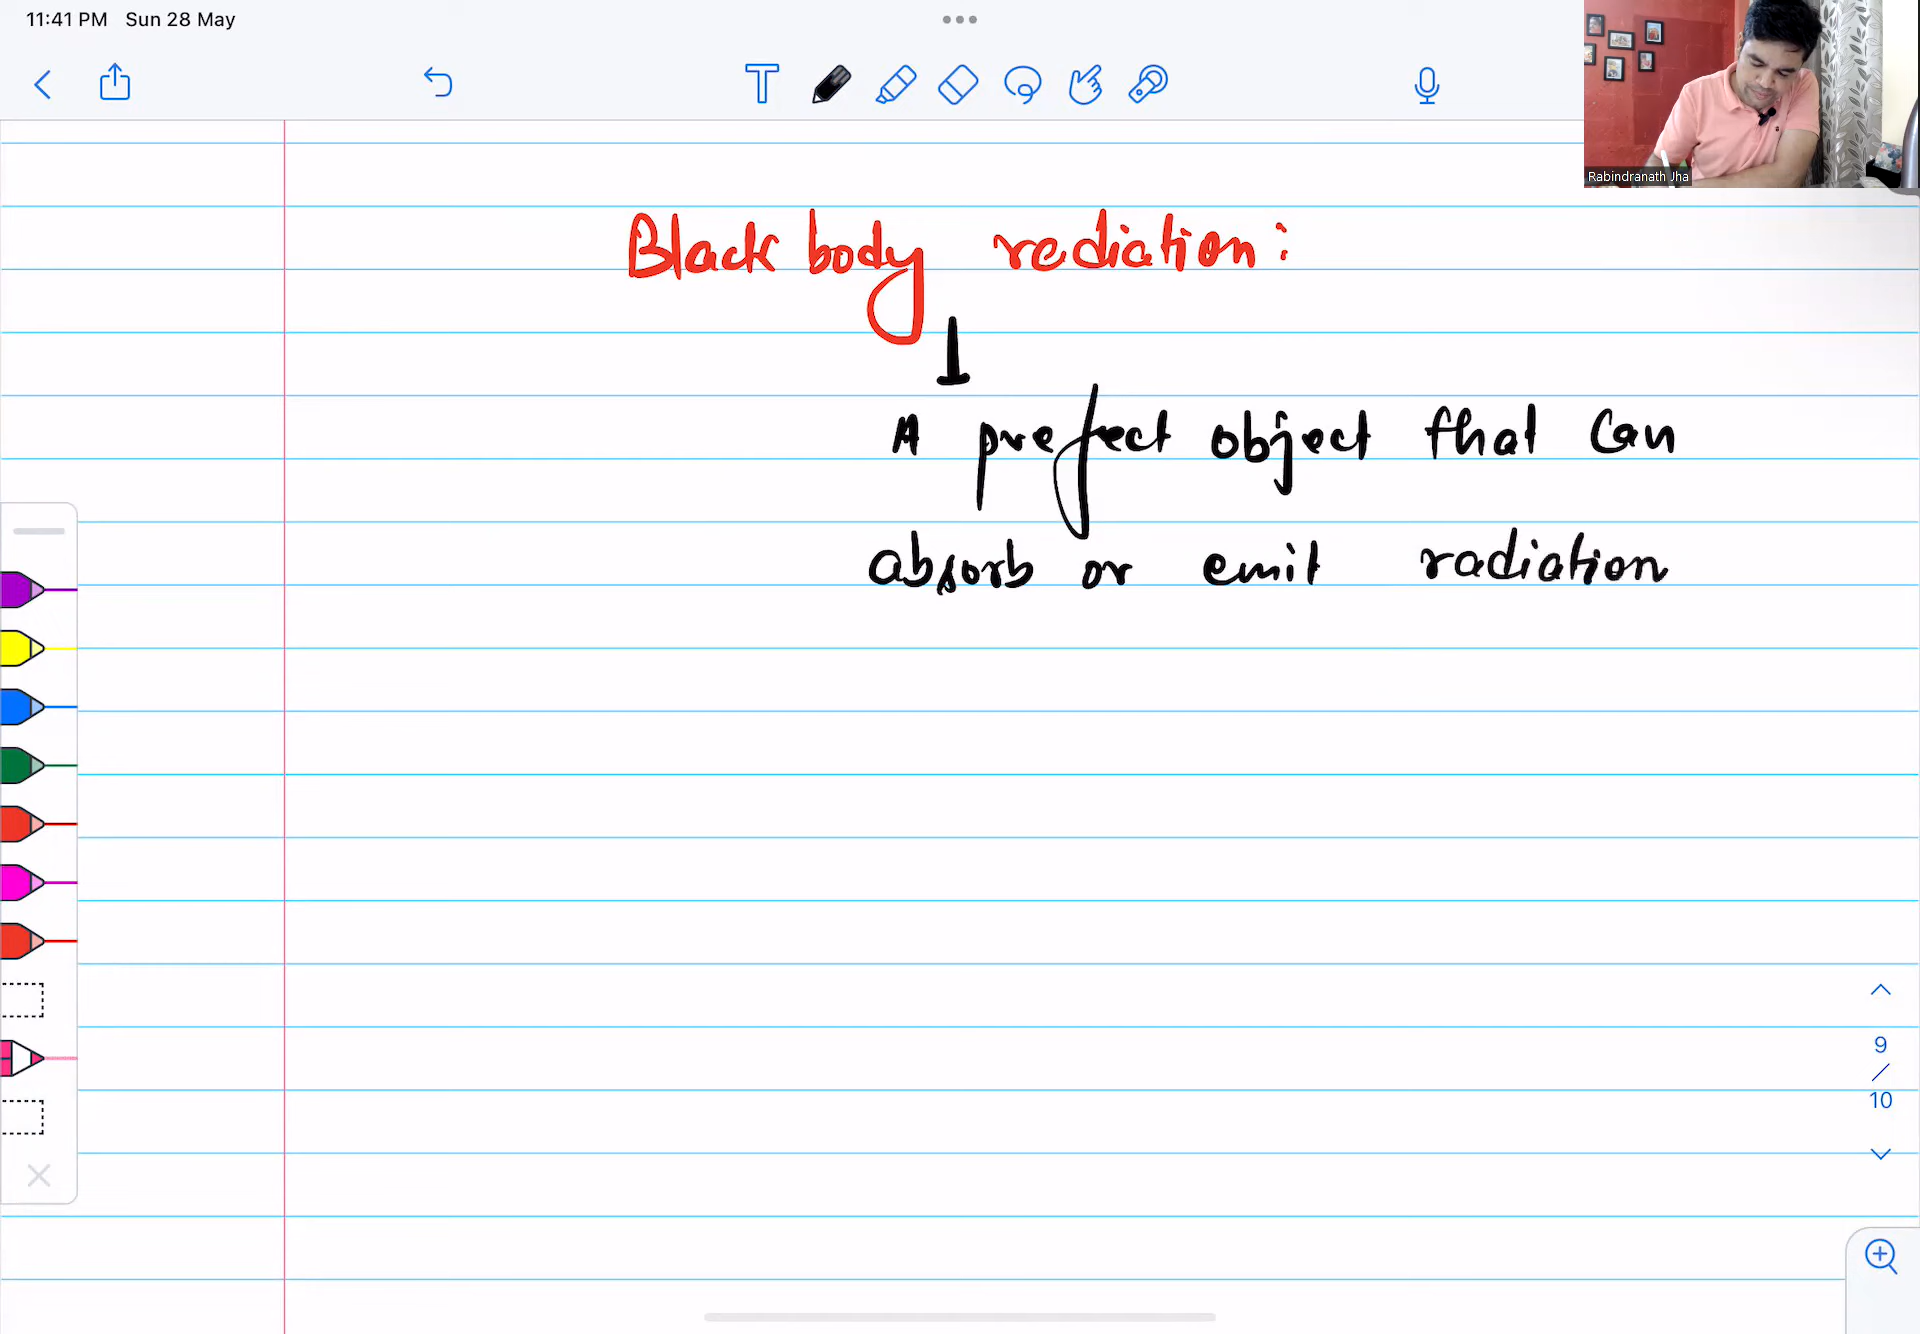 11:41 PM Sun 28 May
T
Rabindranath Jha
Black body rediation:
A prefect object that can
absorb or emit radiation
9
/
10